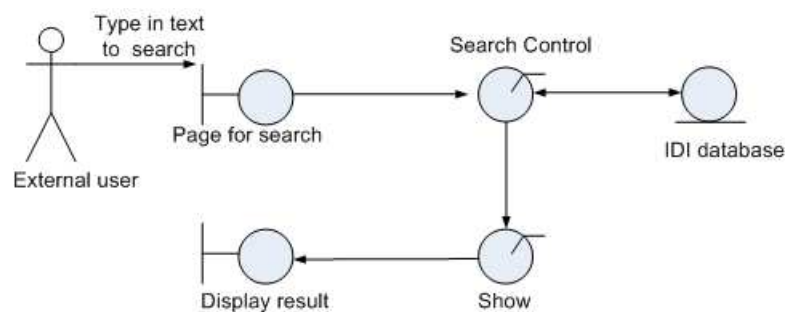 Type in text
to search
Search Control
Page for search
IDI database
External user
Display result
Show